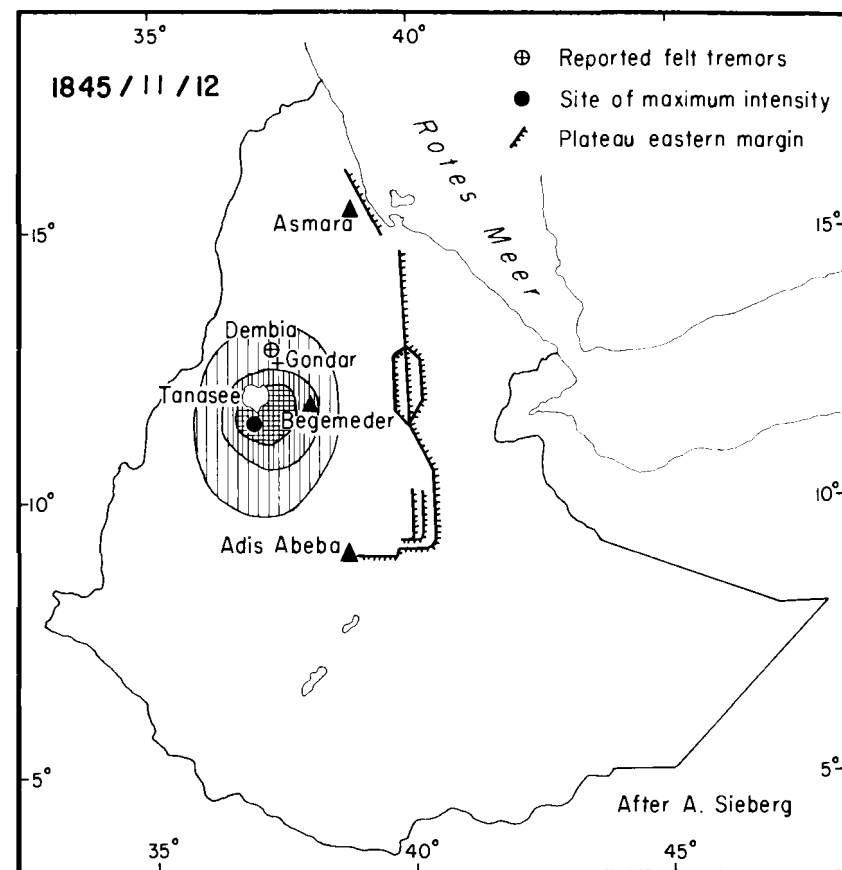 35°
40°
1845/11/12
Reported felt tremors
Site of maximum intensity
Plateau eastern margin
Rotes Meer
Asmara
15°
15°
Dembia
Gondar
Tanasee
Begemeder
10°
10°
Adis Abeba
5°
5°
After A. Sieberg
35°
40°
45°